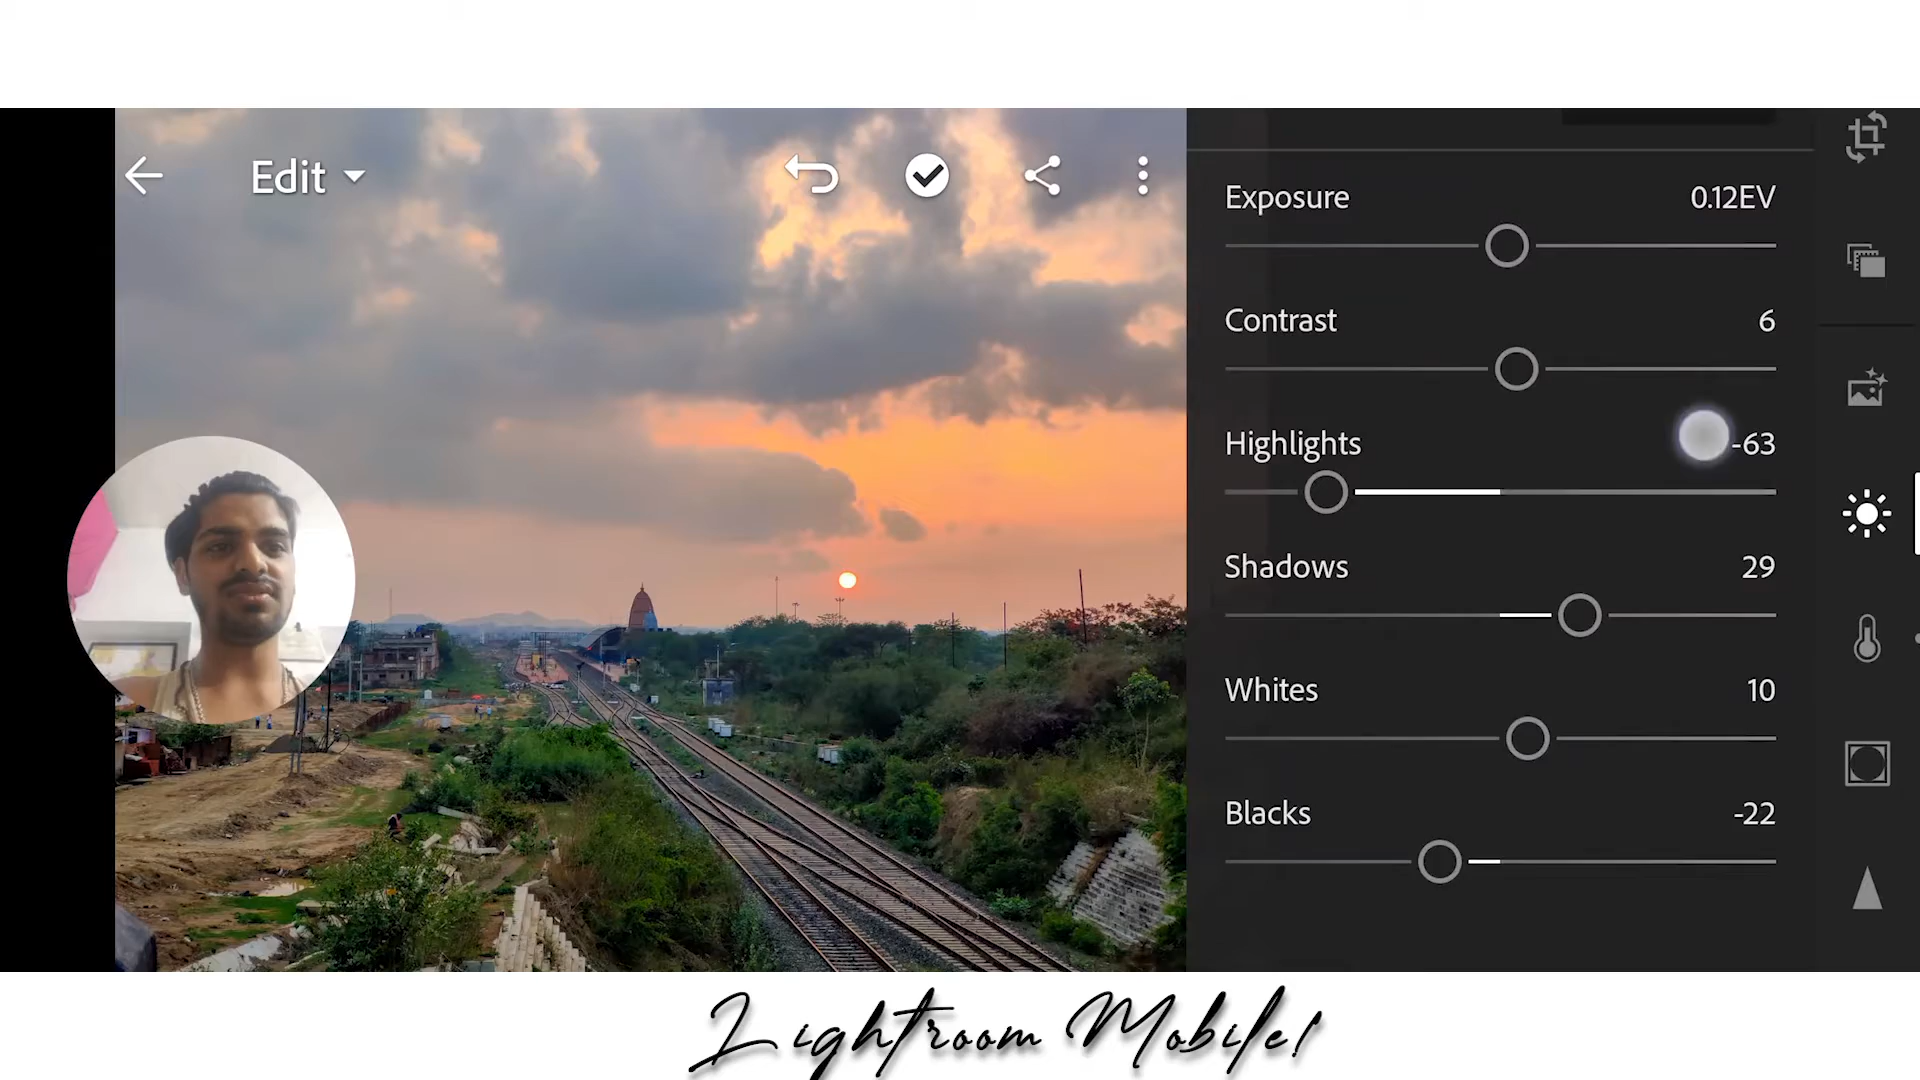 Edit
Exposure 0.12EV
Contrast 6
Highlights -63
Shadows 29
Whites 10
Blacks -22
Lightroom Mobile!